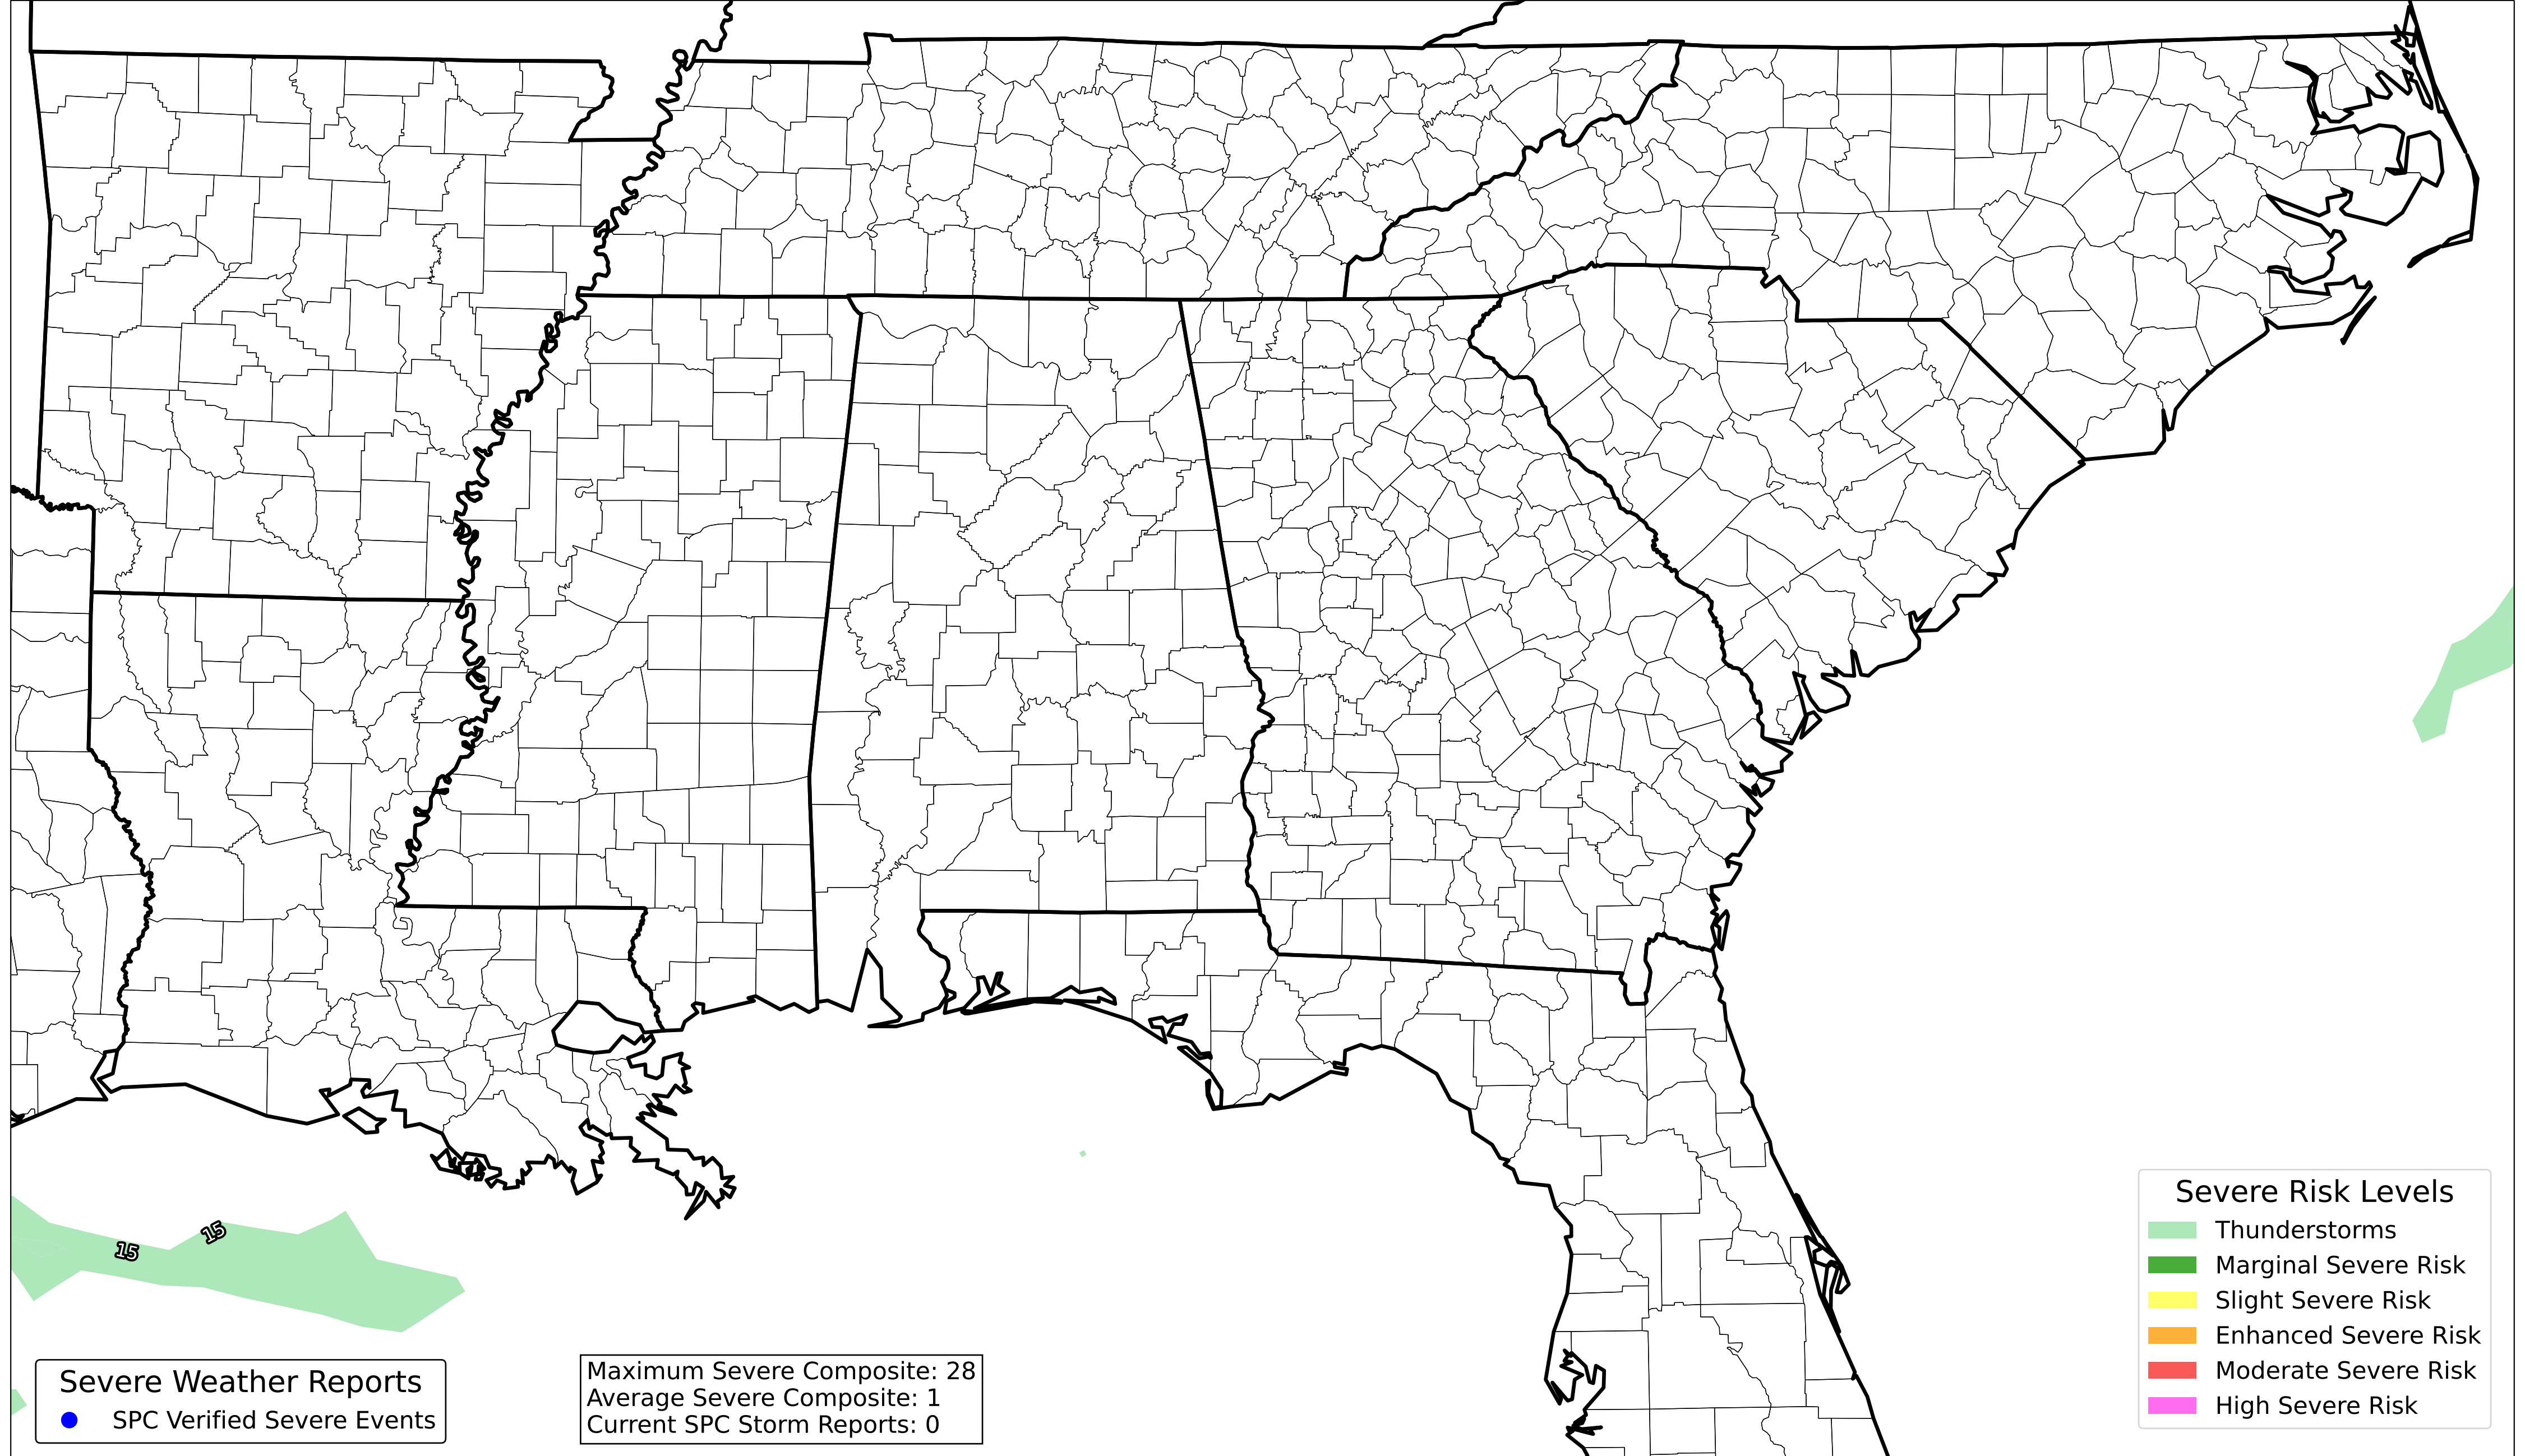 15
15
Severe Risk Levels
Thunderstorms
Marginal Severe Risk
Slight Severe Risk
Enhanced Severe Risk
Moderate Severe Risk
High Severe Risk
Severe Weather Reports
SPC Verified Severe Events
Maximum Severe Composite: 28
Average Severe Composite: 1
Current SPC Storm Reports: 0